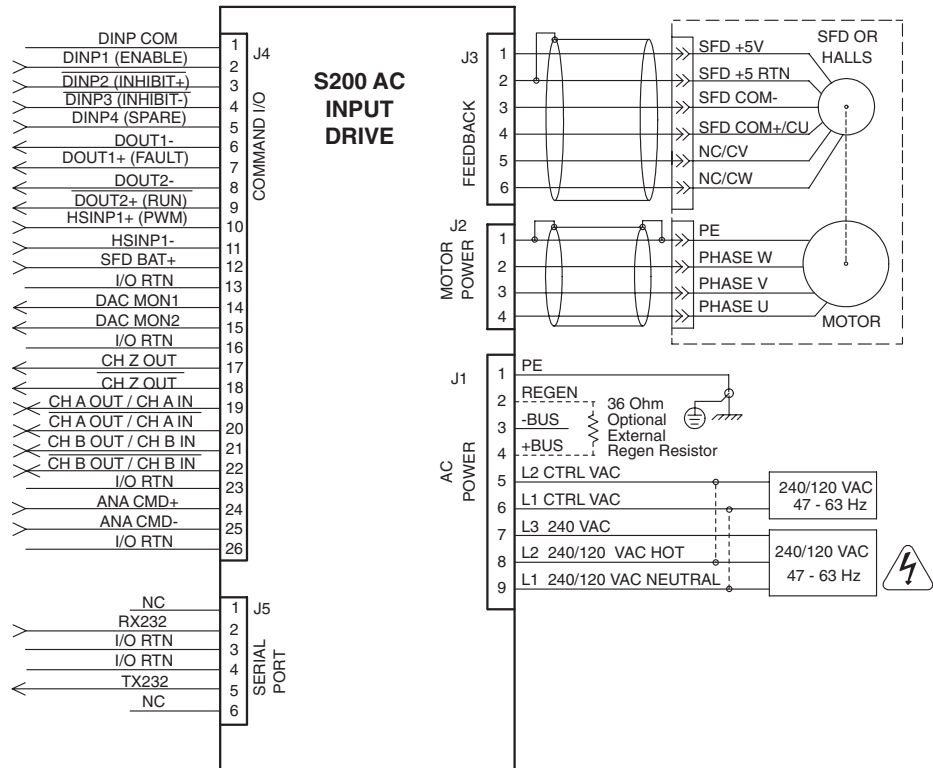 S200 AC
INPUT
DRIVE
J4
COMMAND I/O
DINP COM 1
DINP1 (ENABLE) 2
DINP2 (INHIBIT+) 3
DINP3 (INHIBIT-) 4
DINP4 (SPARE) 5
DOUT1- 6
DOUT1+ (FAULT) 7
DOUT2- 8
DOUT2+ (RUN) 9
HSINP1+ (PWM) 10
HSINP1- 11
SFD BAT+ 12
I/O RTN 13
DAC MON1 14
DAC MON2 15
I/O RTN 16
CH Z OUT 17
CH Z OUT 18
CH A OUT / CH A IN 19
CH A OUT / CH A IN 20
CH B OUT / CH B IN 21
CH B OUT / CH B IN 22
I/O RTN 23
ANA CMD+ 24
ANA CMD- 25
I/O RTN 26
J5
SERIAL
PORT
NC 1
RX232 2
I/O RTN 3
I/O RTN 4
TX232 5
NC 6
J3
FEEDBACK
1 SFD +5V
2 SFD +5 RTN
3 SFD COM-
4 SFD COM+/CU
5 NC/CV
6 NC/CW
SFD OR
HALLS
J2
MOTOR
POWER
1 PE
2 PHASE W
3 PHASE V
4 PHASE U
MOTOR
J1
AC
POWER
1 PE
2 REGEN
3 -BUS
4 +BUS
36 Ohm
Optional
External
Regen Resistor
5 L2 CTRL VAC
6 L1 CTRL VAC
7 L3 240 VAC
8 L2 240/120 VAC HOT
9 L1 240/120 VAC NEUTRAL
240/120 VAC
47 - 63 Hz
240/120 VAC
47 - 63 Hz